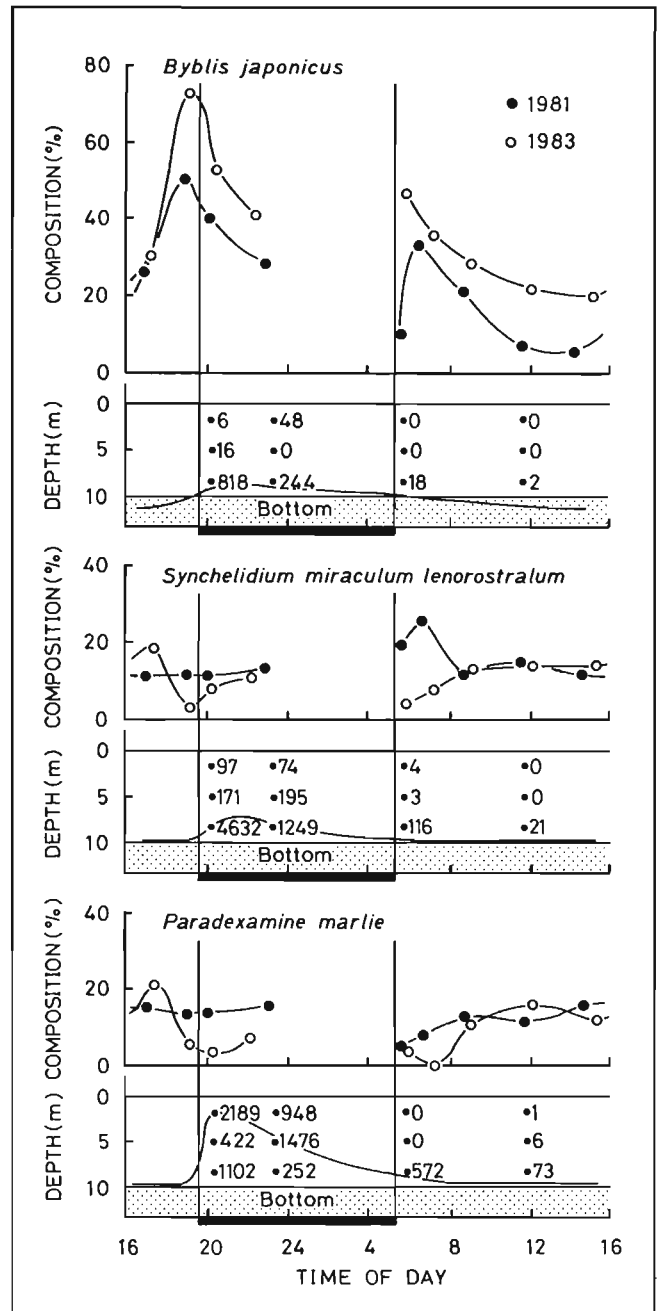 Byblis japonicus
80
60
40
20
0
COMPOSITION (%)
1981
1983
0
5
10
DEPTH (m)
6 48 0 0
16 0 0 0
818 244 18 2
Bottom
Synchelidium miraculum lenorostralum
40
20
0
COMPOSITION (%)
0
5
10
DEPTH (m)
97 74 4 0
171 195 3 0
4632 1249 116 21
Bottom
Paradexamine marlie
40
20
0
COMPOSITION (%)
0
5
10
DEPTH (m)
2189 948 0 1
422 1476 0 6
1102 252 572 73
Bottom
16 20 24 4 8 12 16
TIME OF DAY